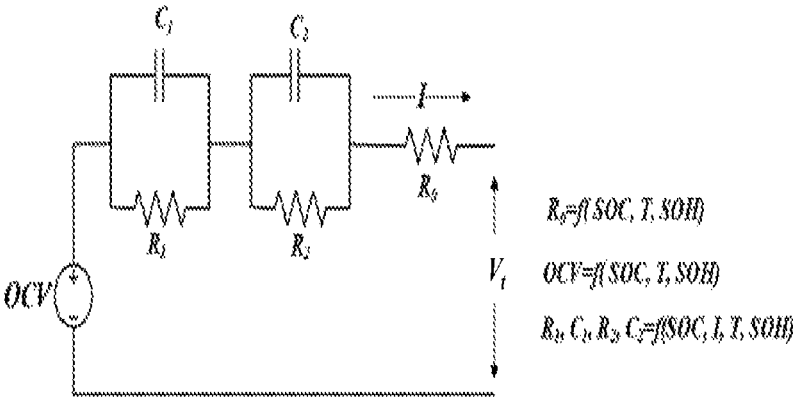 C₁
C₂
I
R₀
R₁
R₂
OCV
Vₜ
R₀=f(SOC, T, SOH)
OCV=f(SOC, T, SOH)
R₁, C₁, R₂, C₂=f(SOC, I, T, SOH)